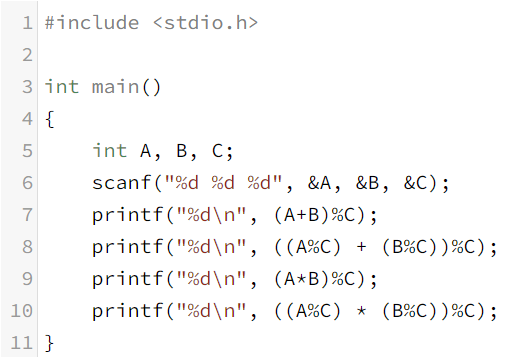 1 #include <stdio.h>
2
3 int main()
4 {
5     int A, B, C;
6     scanf("%d %d %d", &A, &B, &C);
7     printf("%d\n", (A+B)%C);
8     printf("%d\n", ((A%C) + (B%C))%C);
9     printf("%d\n", (A*B)%C);
10     printf("%d\n", ((A%C) * (B%C))%C);
11 }